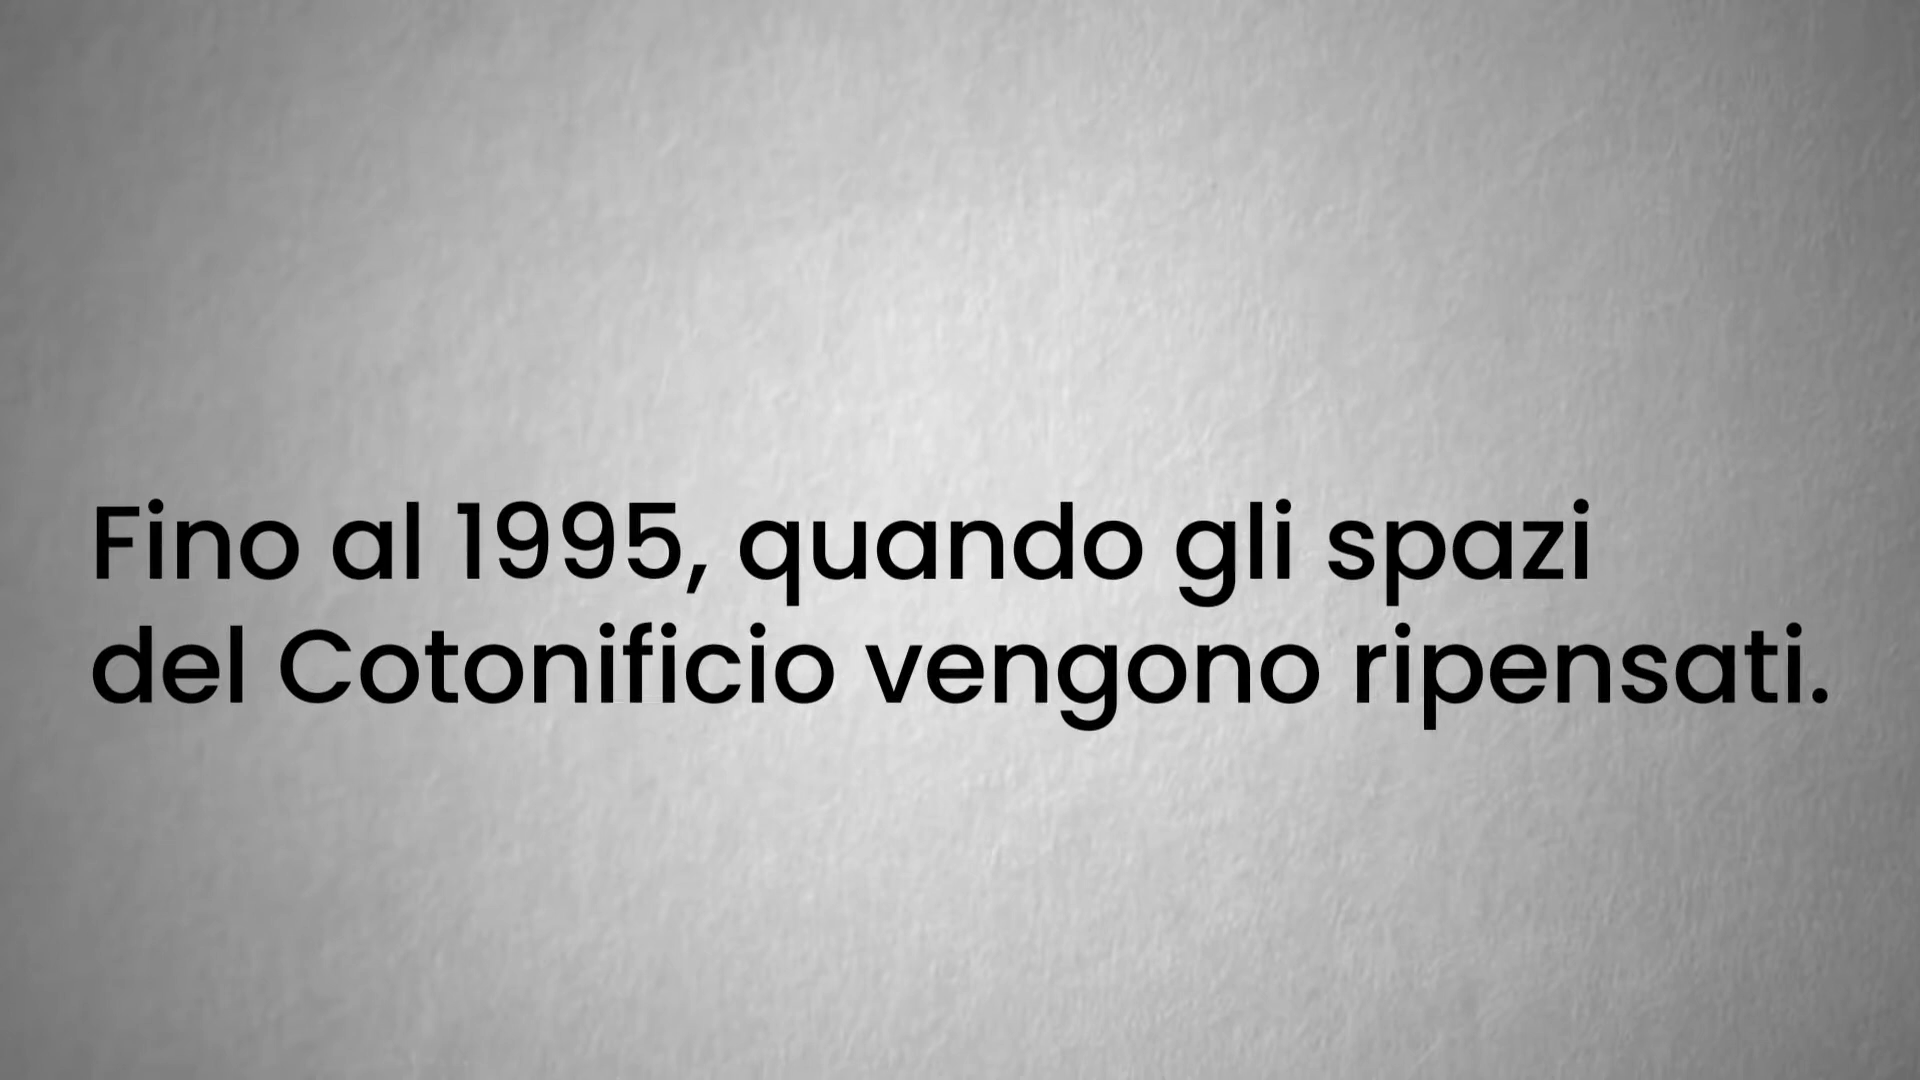 Fino al 1995, quando gli spazi
del Cotonificio vengono ripensati.